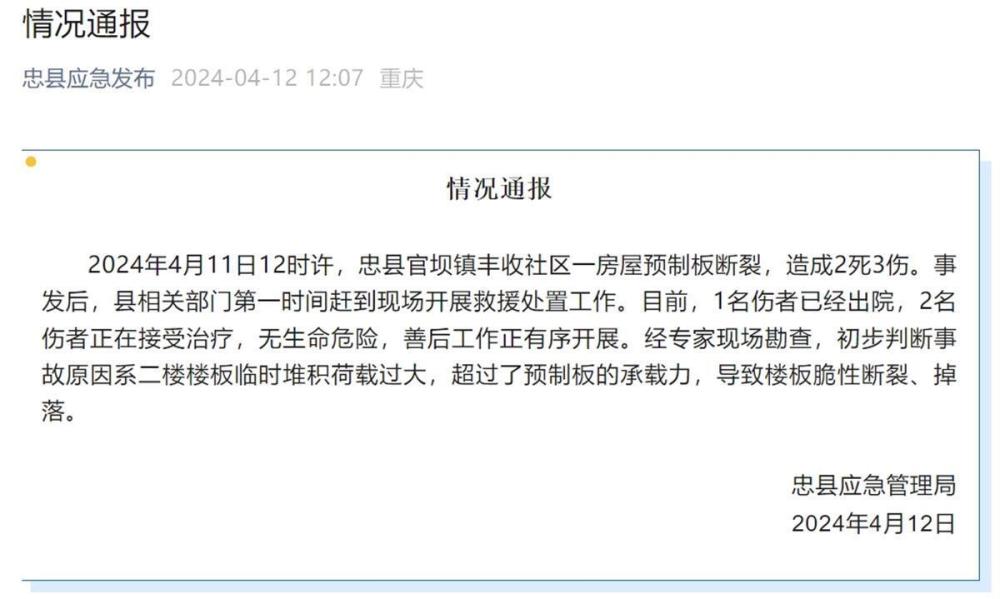 情况通报
忠县应急发布 2024-04-12 12:07 重庆
情况通报
2024年4月11日12时许，忠县官坝镇丰收社区一房屋预制板断裂，造成2死3伤。事
发后，县相关部门第一时间赶到现场开展救援处置工作。目前，1名伤者已经出院，2名
伤者正在接受治疗，无生命危险，善后工作正有序开展。经专家现场勘查，初步判断事
故原因系二楼楼板临时堆积荷载过大，超过了预制板的承载力，导致楼板脆性断裂、掉
落。
忠县应急管理局
2024年4月12日